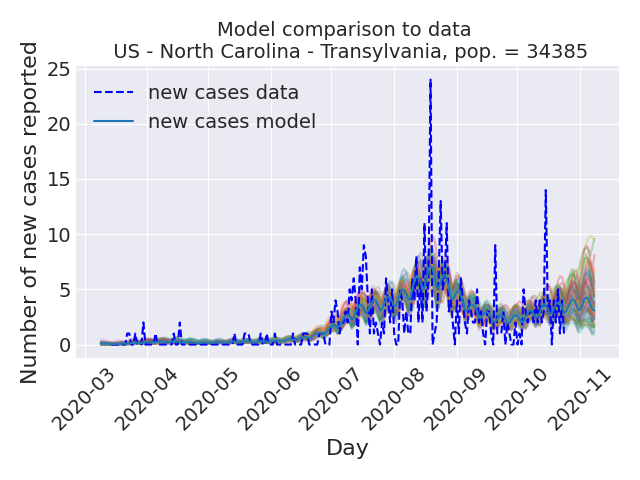 Model comparison to data
US - North Carolina - Transylvania, pop. = 34385
Number of new cases reported
25
20
15
10
5
0
new cases data
new cases model
2020-03
2020-04
2020-05
2020-06
2020-07
2020-08
2020-09
2020-10
2020-11
Day